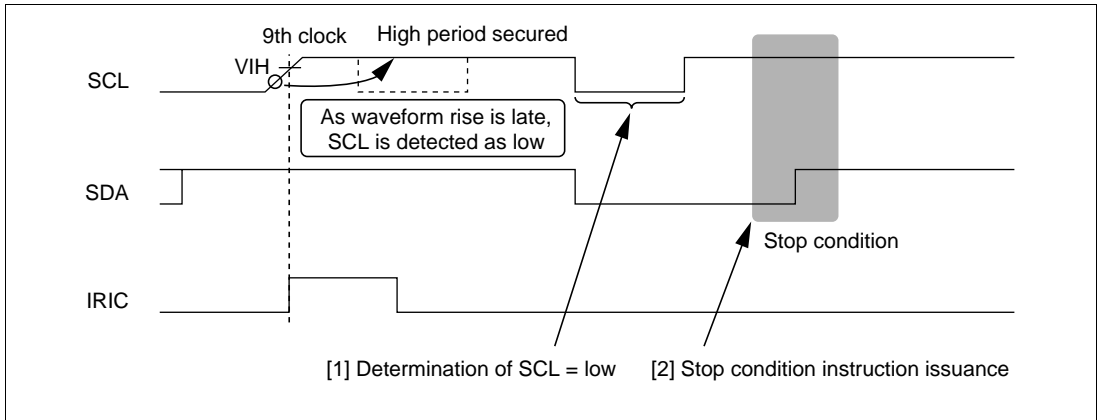 9th clock
High period secured
VIH
SCL
As waveform rise is late,
SCL is detected as low
SDA
Stop condition
IRIC
[1] Determination of SCL = low
[2] Stop condition instruction issuance